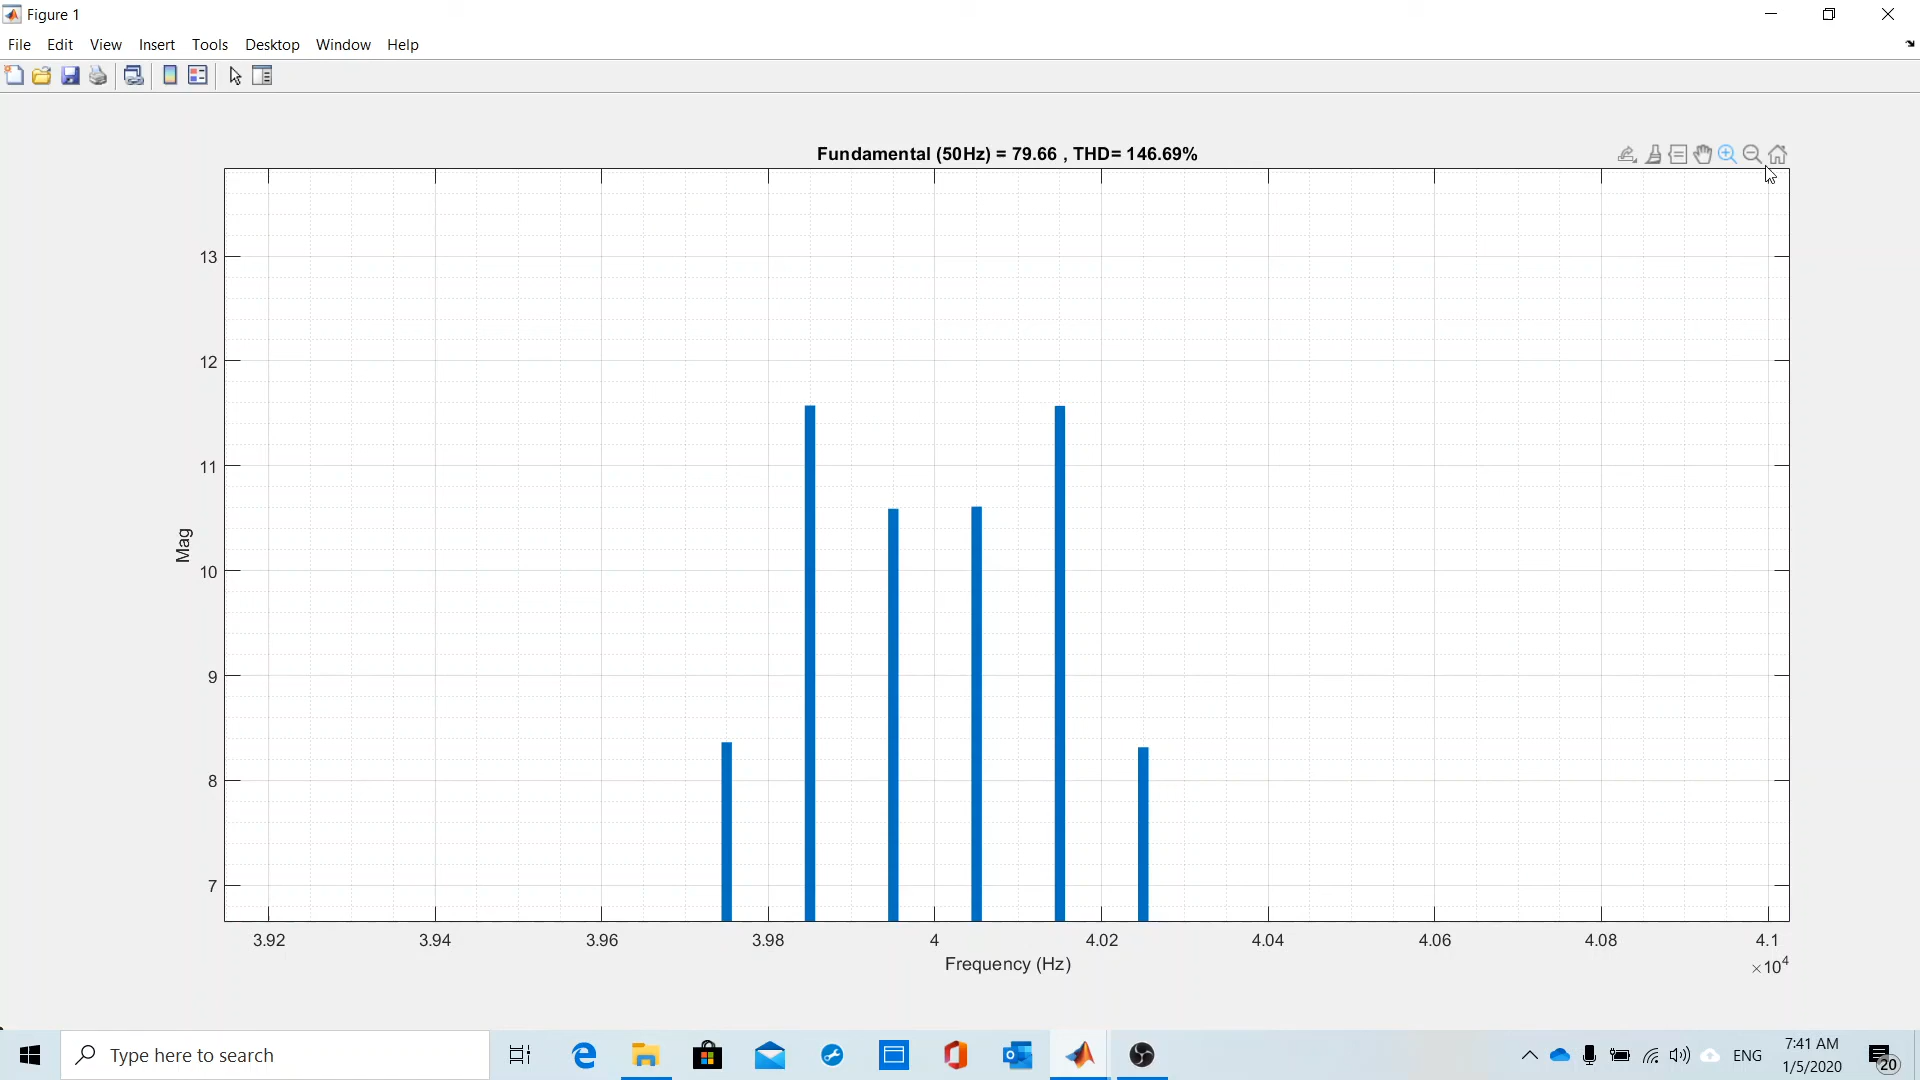 Figure 1
File Edit View Insert Tools Desktop Window Help
Fundamental (50Hz) = 79.66 , THD= 146.69%
13
12
11
10
9
8
7
Mag
3.92 3.94 3.96 3.98 4 4.02 4.04 4.06 4.08 4.1
Frequency (Hz)
×10⁴
Type here to search
ENG
7:41 AM
1/5/2020
20